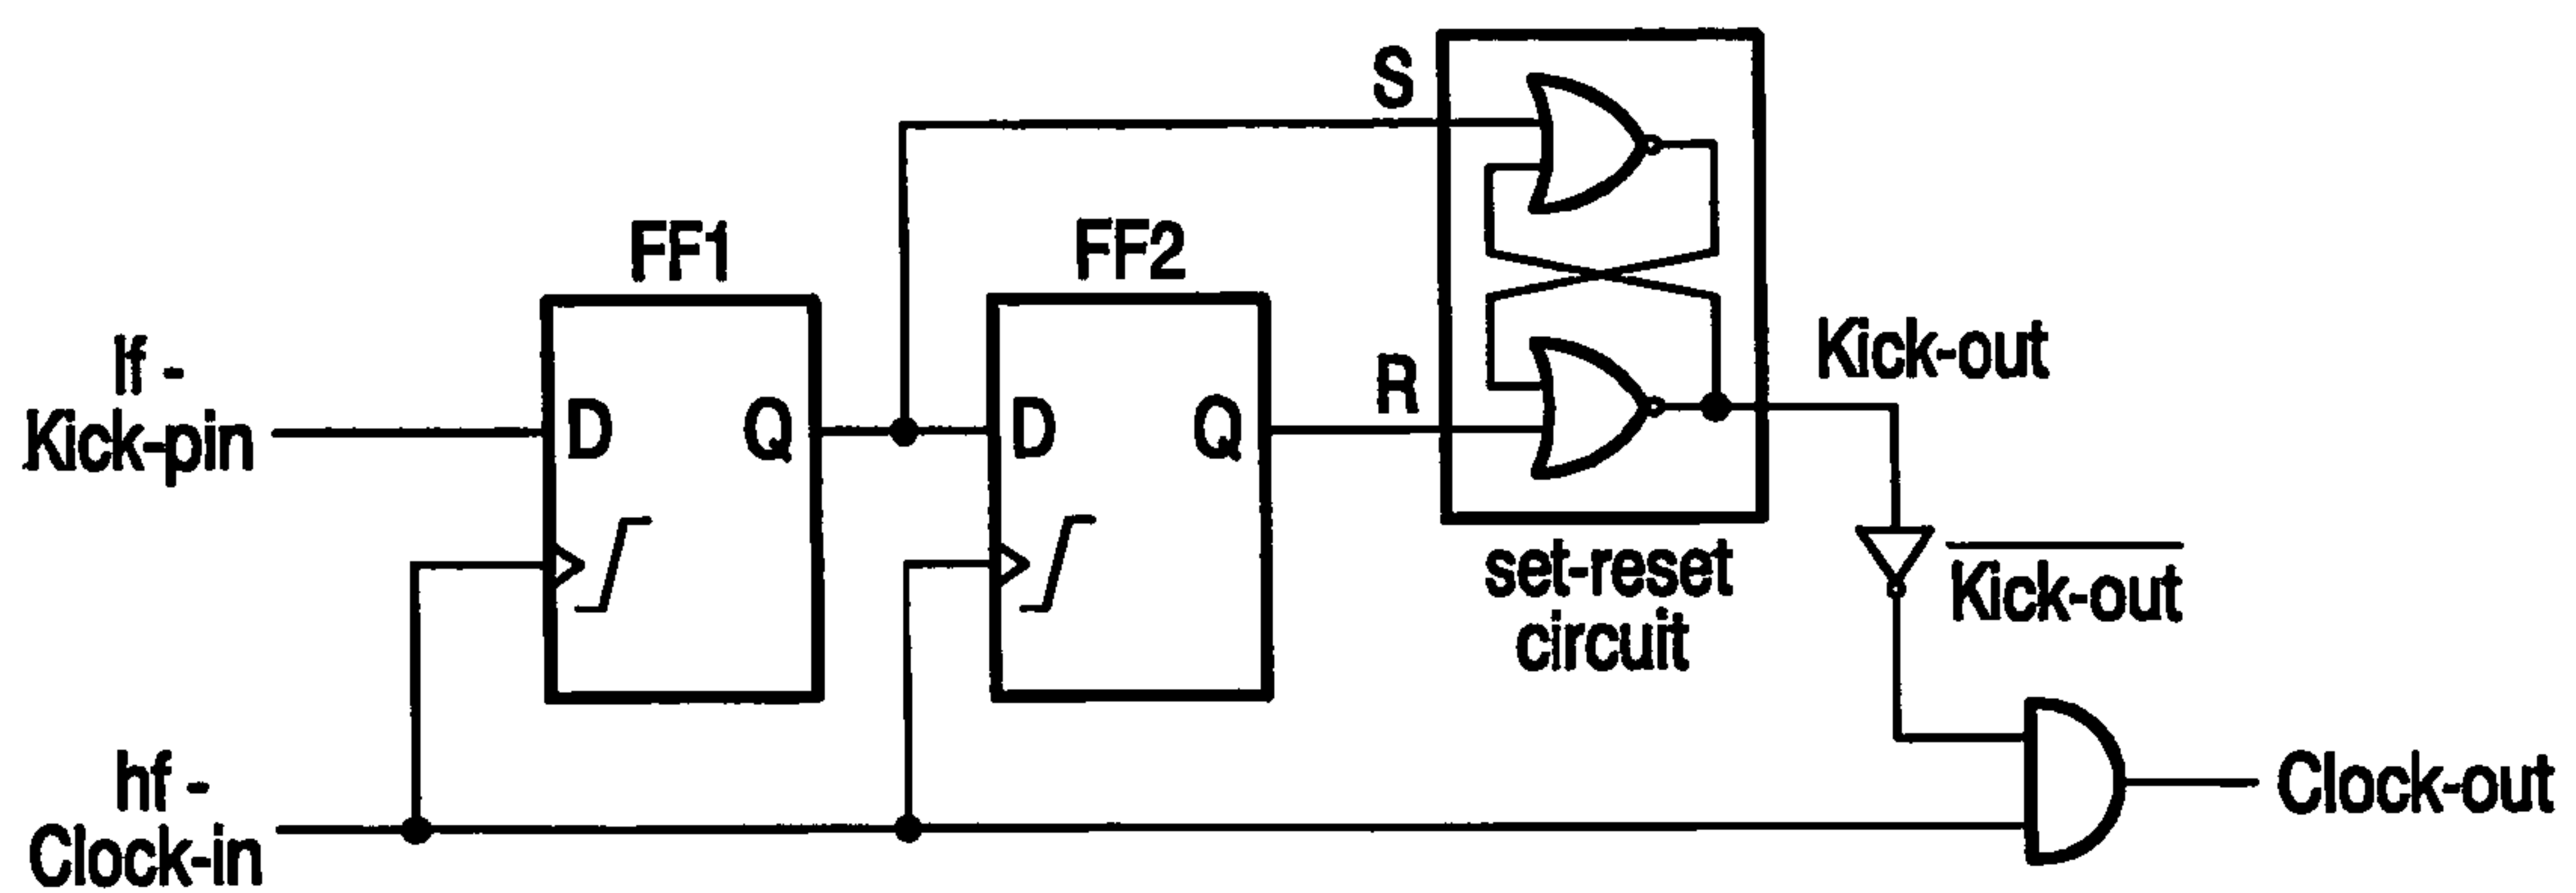 S
FF1
FF2
lf -
Kick-pin
D
Q
D
Q
R
Kick-out
set-reset
circuit
Kick-out
hf -
Clock-in
Clock-out